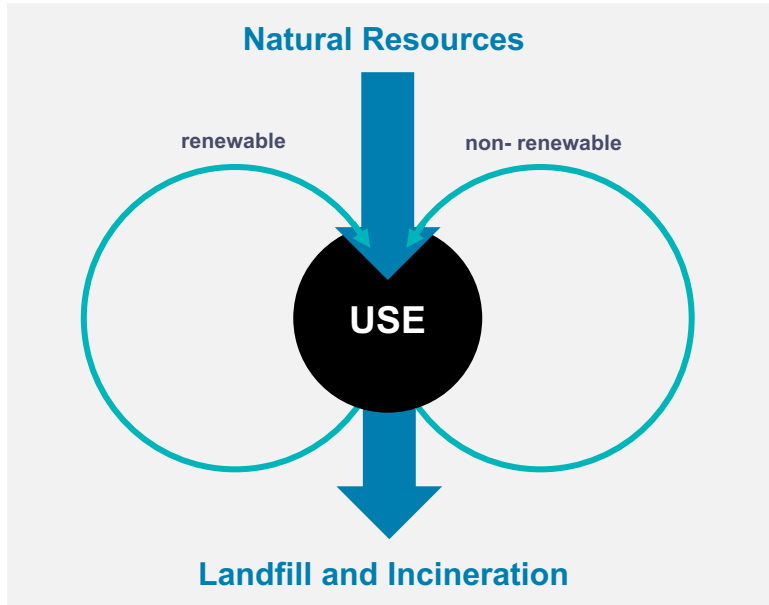 Natural Resources
renewable
non- renewable
USE
Landfill and Incineration